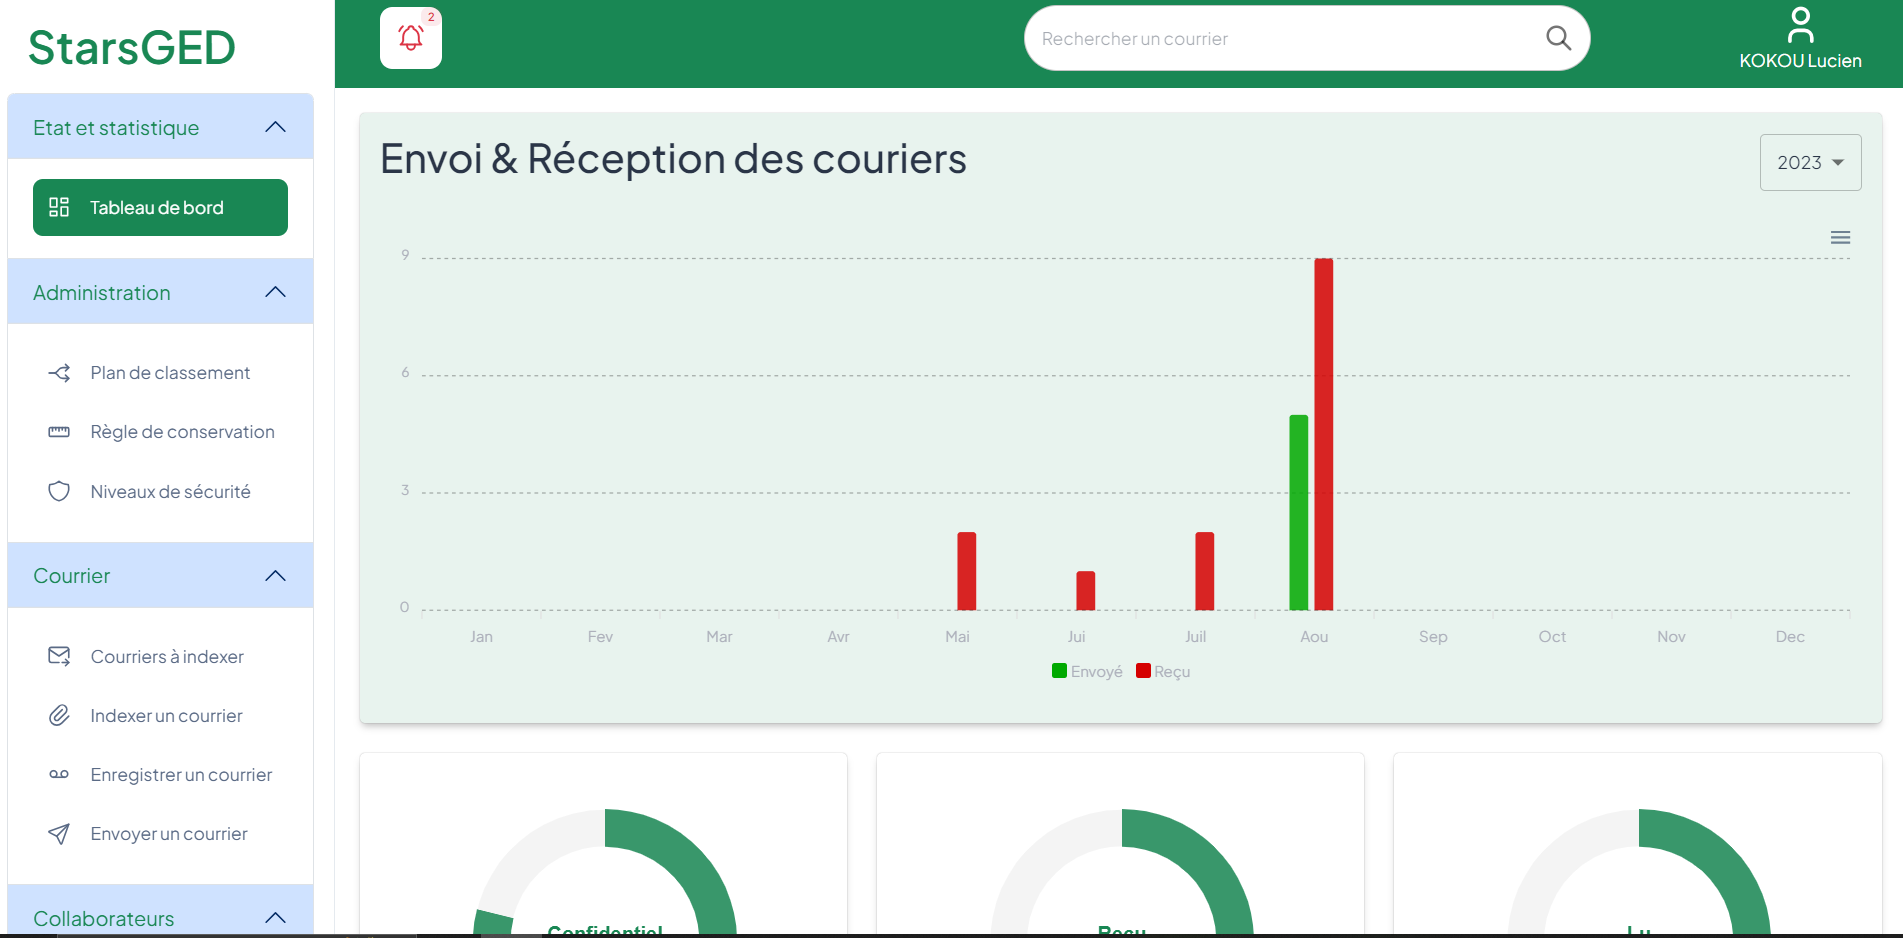 StarsGED
2
Rechercher un courrier
KOKOU Lucien
Etat et statistique
Tableau de bord
Administration
Plan de classement
Règle de conservation
Niveaux de sécurité
Courrier
Courriers à indexer
Indexer un courrier
Enregistrer un courrier
Envoyer un courrier
Collaborateurs
Envoi & Réception des couriers
2023
9
6
3
0
Jan Fev Mar Avr Mai Jui Juil Aou Sep Oct Nov Dec
Envoyé Reçu
Confidentiel
Reçu
Lu